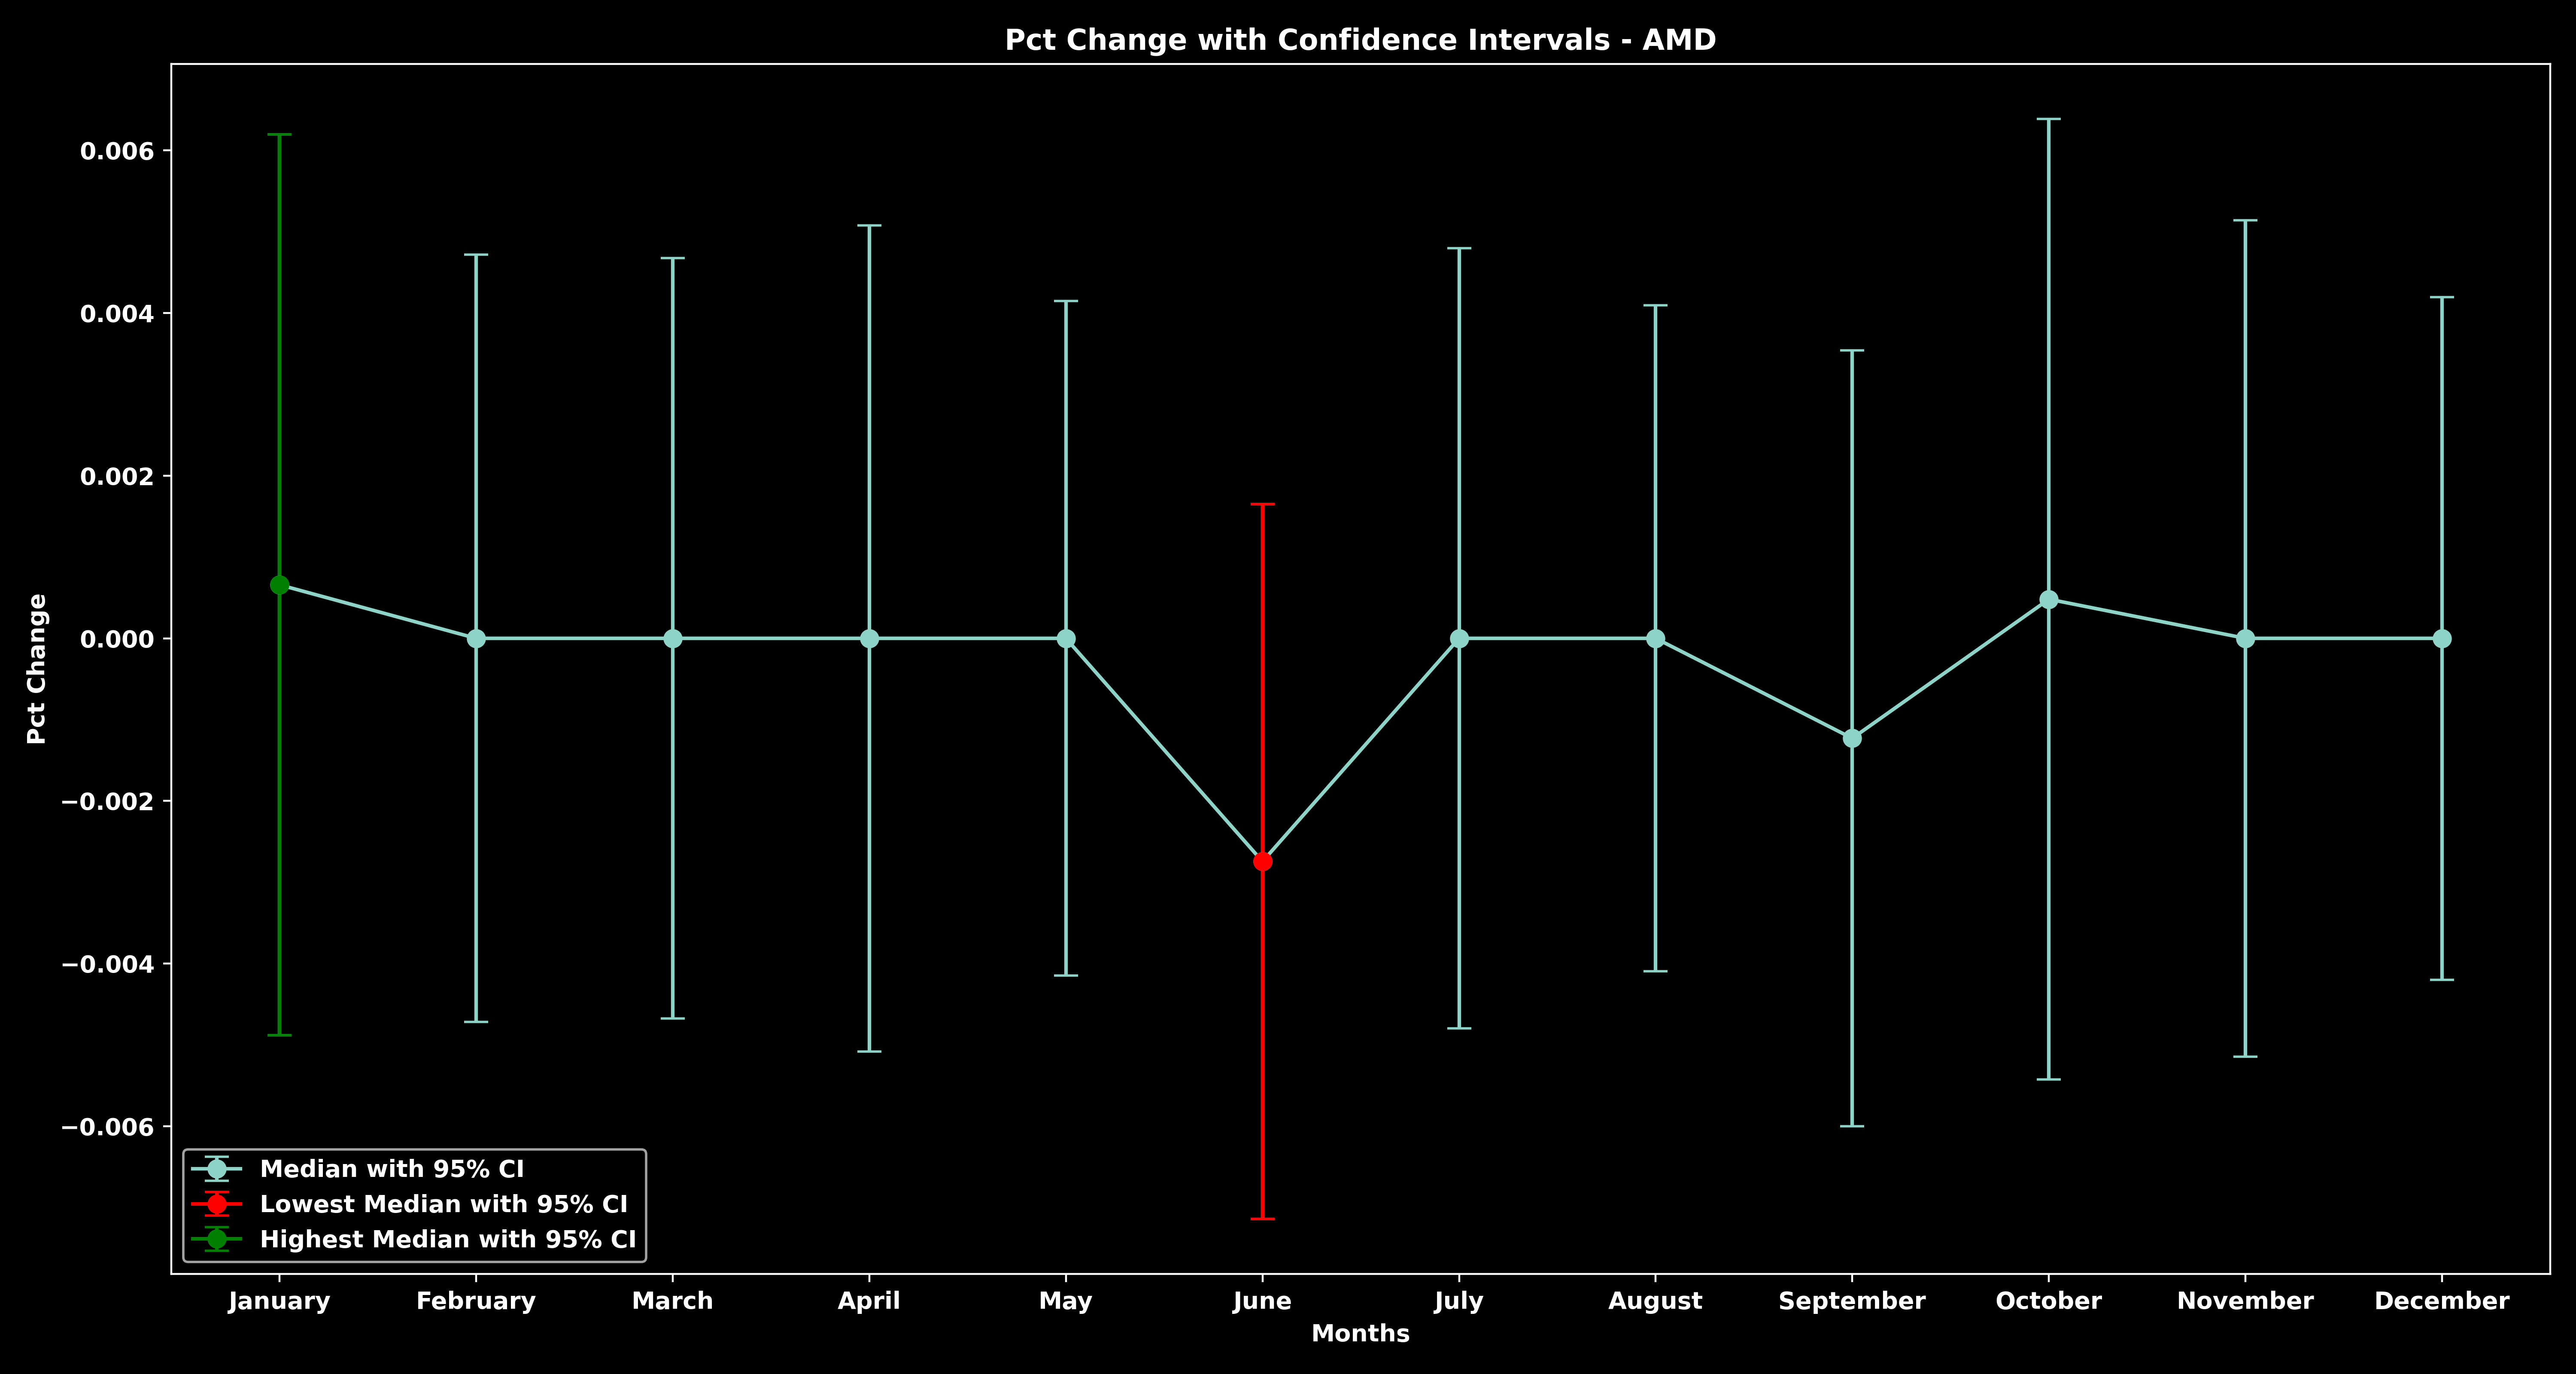 Pct Change with Confidence Intervals - AMD
Pct Change
0.006
0.004
0.002
0.000
−0.002
−0.004
−0.006
Median with 95% CI
Lowest Median with 95% CI
Highest Median with 95% CI
January February March April May June July August September October November December
Months